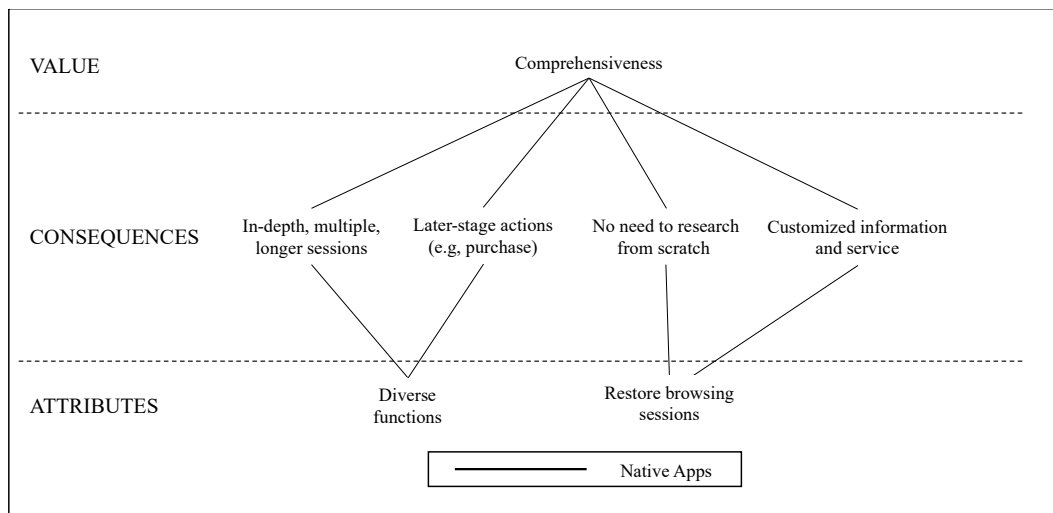 VALUE
Comprehensiveness
CONSEQUENCES
In-depth, multiple,
longer sessions
Later-stage actions
(e.g, purchase)
No need to research
from scratch
Customized information
and service
ATTRIBUTES
Diverse
functions
Restore browsing
sessions
Native Apps